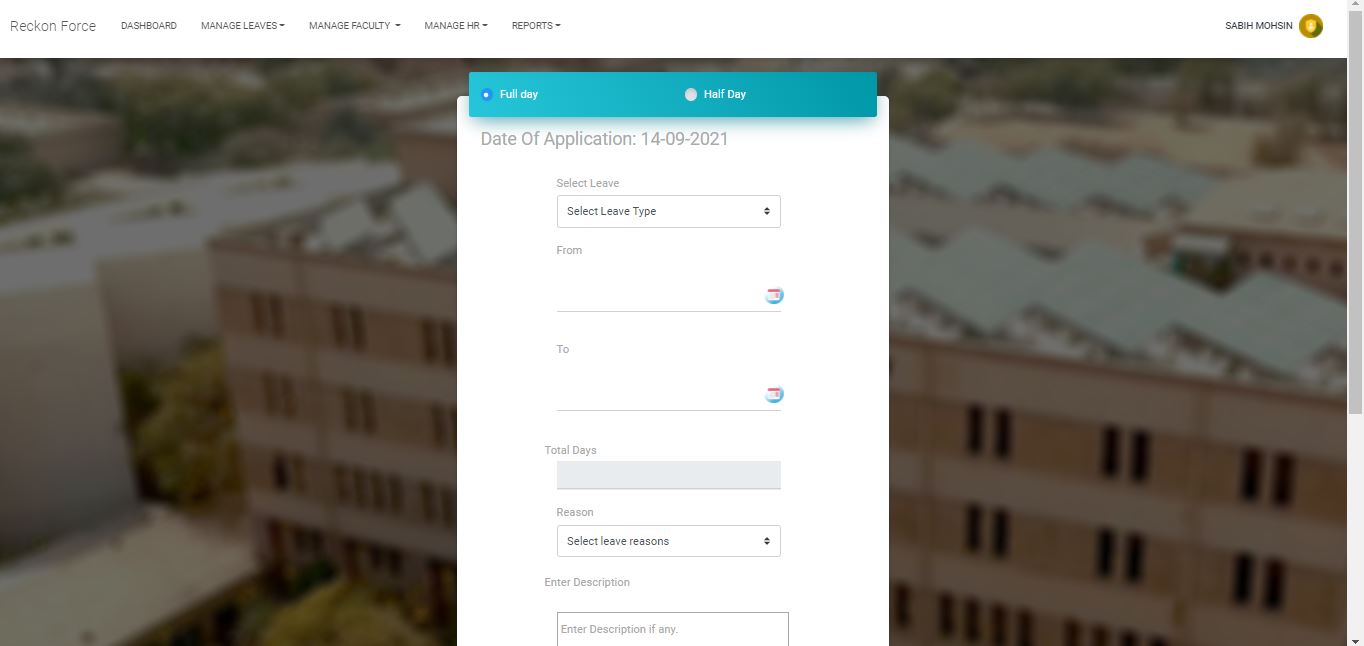 Reckon Force DASHBOARD MANAGE LEAVES MANAGE FACULTY MANAGE HR REPORTS SABIH MOHSIN
Full day Half Day
Date Of Application: 14-09-2021
Select Leave
Select Leave Type
From
To
Total Days
Reason
Select leave reasons
Enter Description
Enter Description if any.